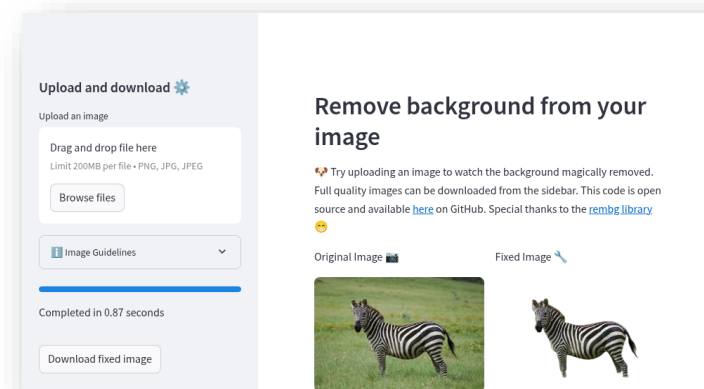 Upload and download ⚙️
Upload an image
Drag and drop file here
Limit 200MB per file • PNG, JPG, JPEG
Browse files
ℹ️ Image Guidelines
Completed in 0.87 seconds
Download fixed image
Remove background from your
image
🐶 Try uploading an image to watch the background magically removed.
Full quality images can be downloaded from the sidebar. This code is open
source and available here on GitHub. Special thanks to the rembg library
😁
Original Image 📷
Fixed Image 🔧